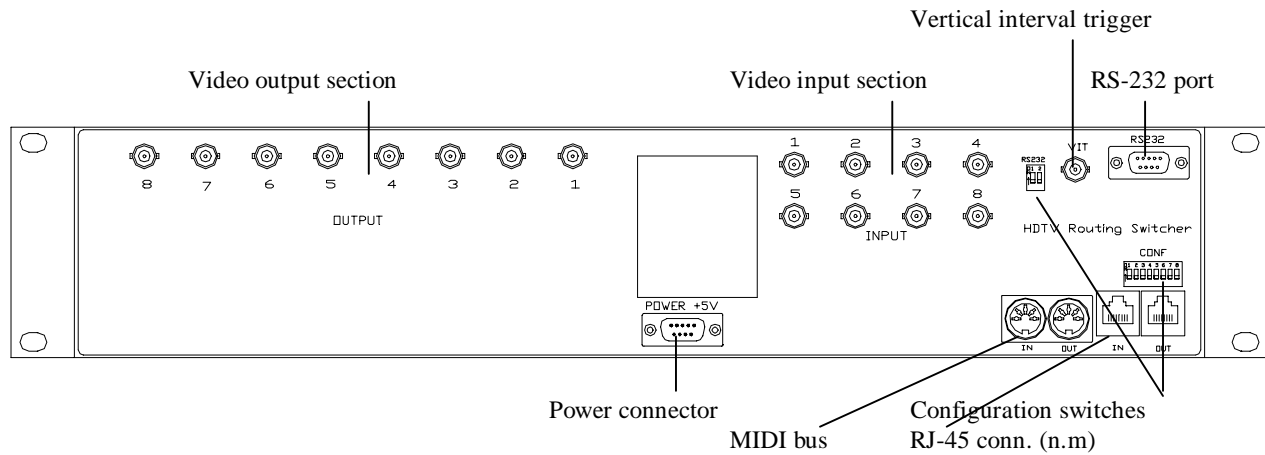 Vertical interval trigger
Video output section
Video input section
RS-232 port
8 7 6 5 4 3 2 1
OUTPUT
1 2 3 4
5 6 7 8
INPUT
RS232
1 2
VIT
RS232
HDTV Routing Switcher
CONF
1 2 3 4 5 6 7 8
POWER +5V
IN OUT
IN OUT
Power connector
MIDI bus
Configuration switches
RJ-45 conn. (n.m)